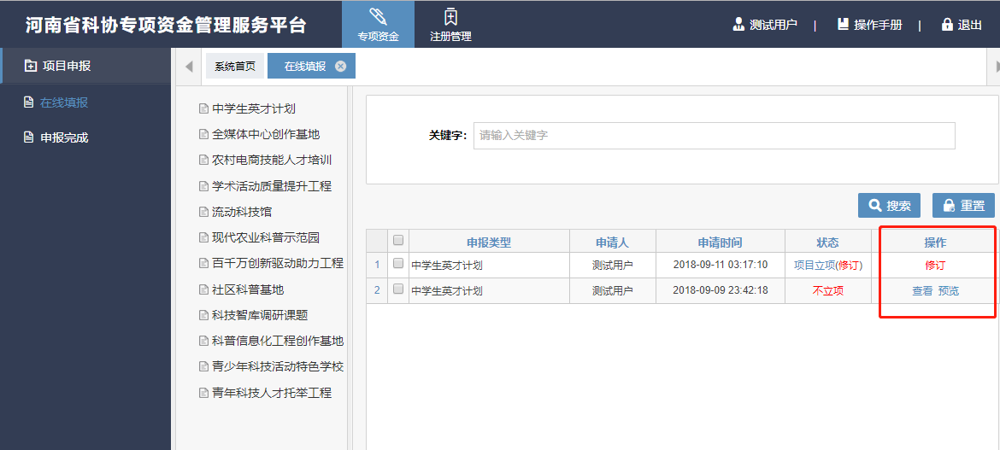 河南省科协专项资金管理服务平台
专项资金 注册管理
测试用户 | 操作手册 | 退出
项目申报
在线填报
申报完成
系统首页 在线填报
中学生英才计划
全媒体中心创作基地
农村电商技能人才培训
学术活动质量提升工程
流动科技馆
现代农业科普示范园
百千万创新驱动助力工程
社区科普基地
科技智库调研课题
科普信息化工程创作基地
青少年科技活动特色学校
青年科技人才托举工程
关键字: 请输入关键字
搜索 重置
申报类型 申请人 申请时间 状态 操作
1 中学生英才计划 测试用户 2018-09-11 03:17:10 项目立项(修订) 修订
2 中学生英才计划 测试用户 2018-09-09 23:42:18 不立项 查看 预览